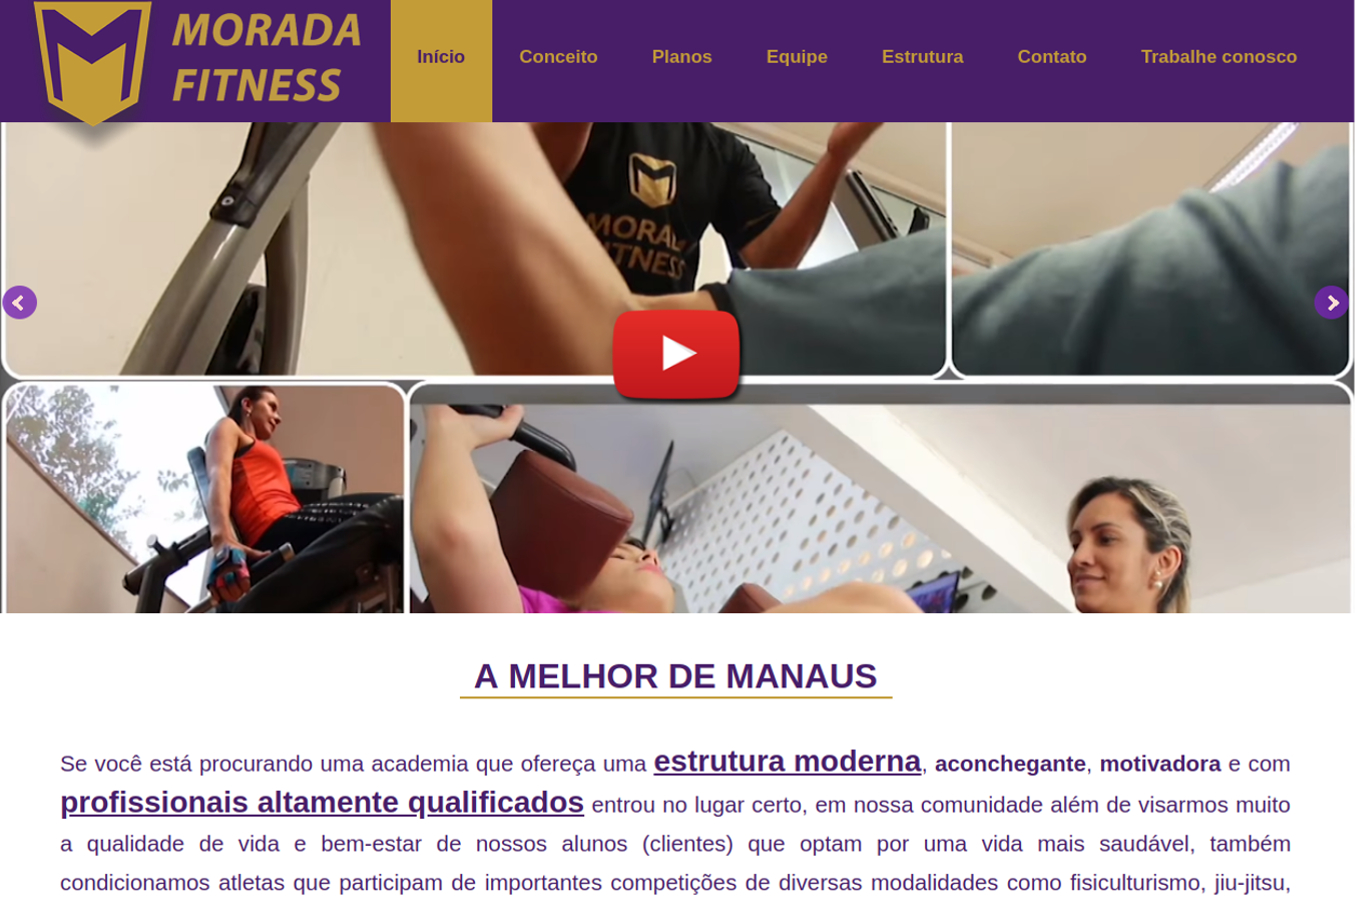 MORADA
FITNESS
Início Conceito Planos Equipe Estrutura Contato Trabalhe conosco
A MELHOR DE MANAUS
Se você está procurando uma academia que ofereça uma estrutura moderna, aconchegante, motivadora e com
profissionais altamente qualificados entrou no lugar certo, em nossa comunidade além de visarmos muito
a qualidade de vida e bem-estar de nossos alunos (clientes) que optam por uma vida mais saudável, também
condicionamos atletas que participam de importantes competições de diversas modalidades como fisiculturismo, jiu-jitsu,